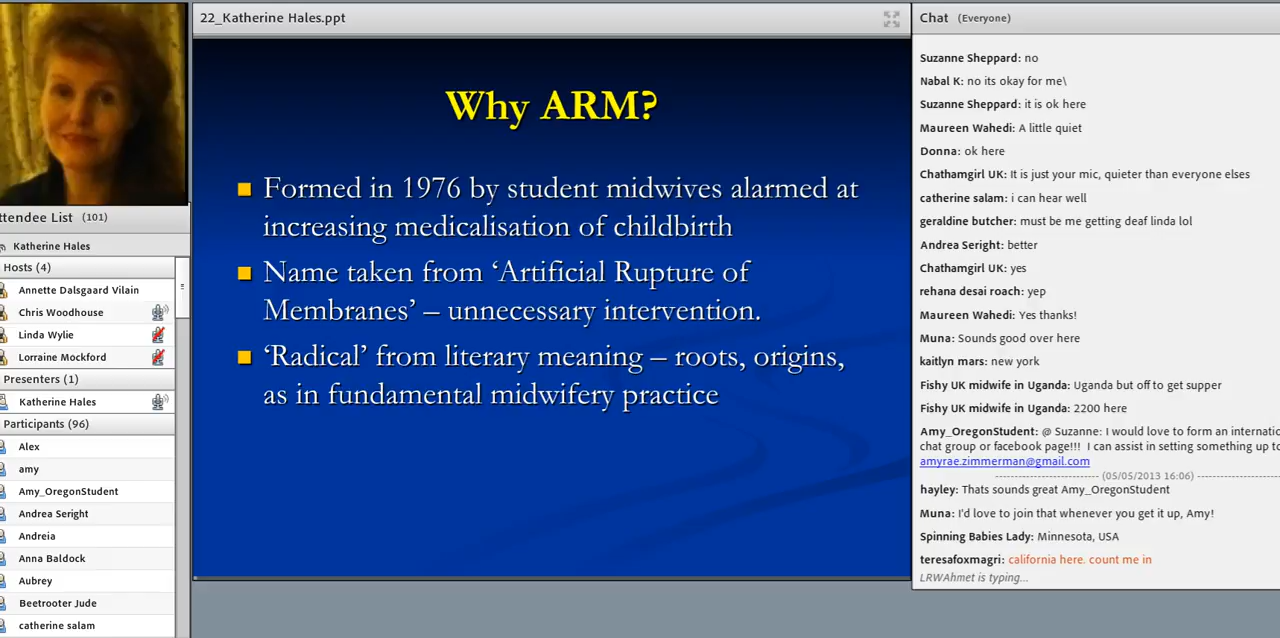 22_Katherine Hales.ppt
Why ARM?
Formed in 1976 by student midwives alarmed at
increasing medicalisation of childbirth
Name taken from ‘Artificial Rupture of
Membranes’ – unnecessary intervention.
‘Radical’ from literary meaning – roots, origins,
as in fundamental midwifery practice
ttendee List (101)
Katherine Hales
Hosts (4)
Annette Dalsgaard Vilain
Chris Woodhouse
Linda Wylie
Lorraine Mockford
Presenters (1)
Katherine Hales
Participants (96)
Alex
amy
Amy_OregonStudent
Andrea Seright
Andreia
Anna Baldock
Aubrey
Beetrooter Jude
catherine salam
Chat (Everyone)
Suzanne Sheppard: no
Nabal K: no its okay for me\
Suzanne Sheppard: it is ok here
Maureen Wahedi: A little quiet
Donna: ok here
Chathamgirl UK: It is just your mic, quieter than everyone elses
catherine salam: i can hear well
geraldine butcher: must be me getting deaf linda lol
Andrea Seright: better
Chathamgirl UK: yes
rehana desai roach: yep
Maureen Wahedi: Yes thanks!
Muna: Sounds good over here
kaitlyn mars: new york
Fishy UK midwife in Uganda: Uganda but off to get supper
Fishy UK midwife in Uganda: 2200 here
Amy_OregonStudent: @ Suzanne: I would love to form an internatio
chat group or facebook page!!! I can assist in setting something up to
amyrae.zimmerman@gmail.com
(05/05/2013 16:06)
hayley: Thats sounds great Amy_OregonStudent
Muna: I'd love to join that whenever you get it up, Amy!
Spinning Babies Lady: Minnesota, USA
teresafoxmagri: california here. count me in
LRWAhmet is typing...